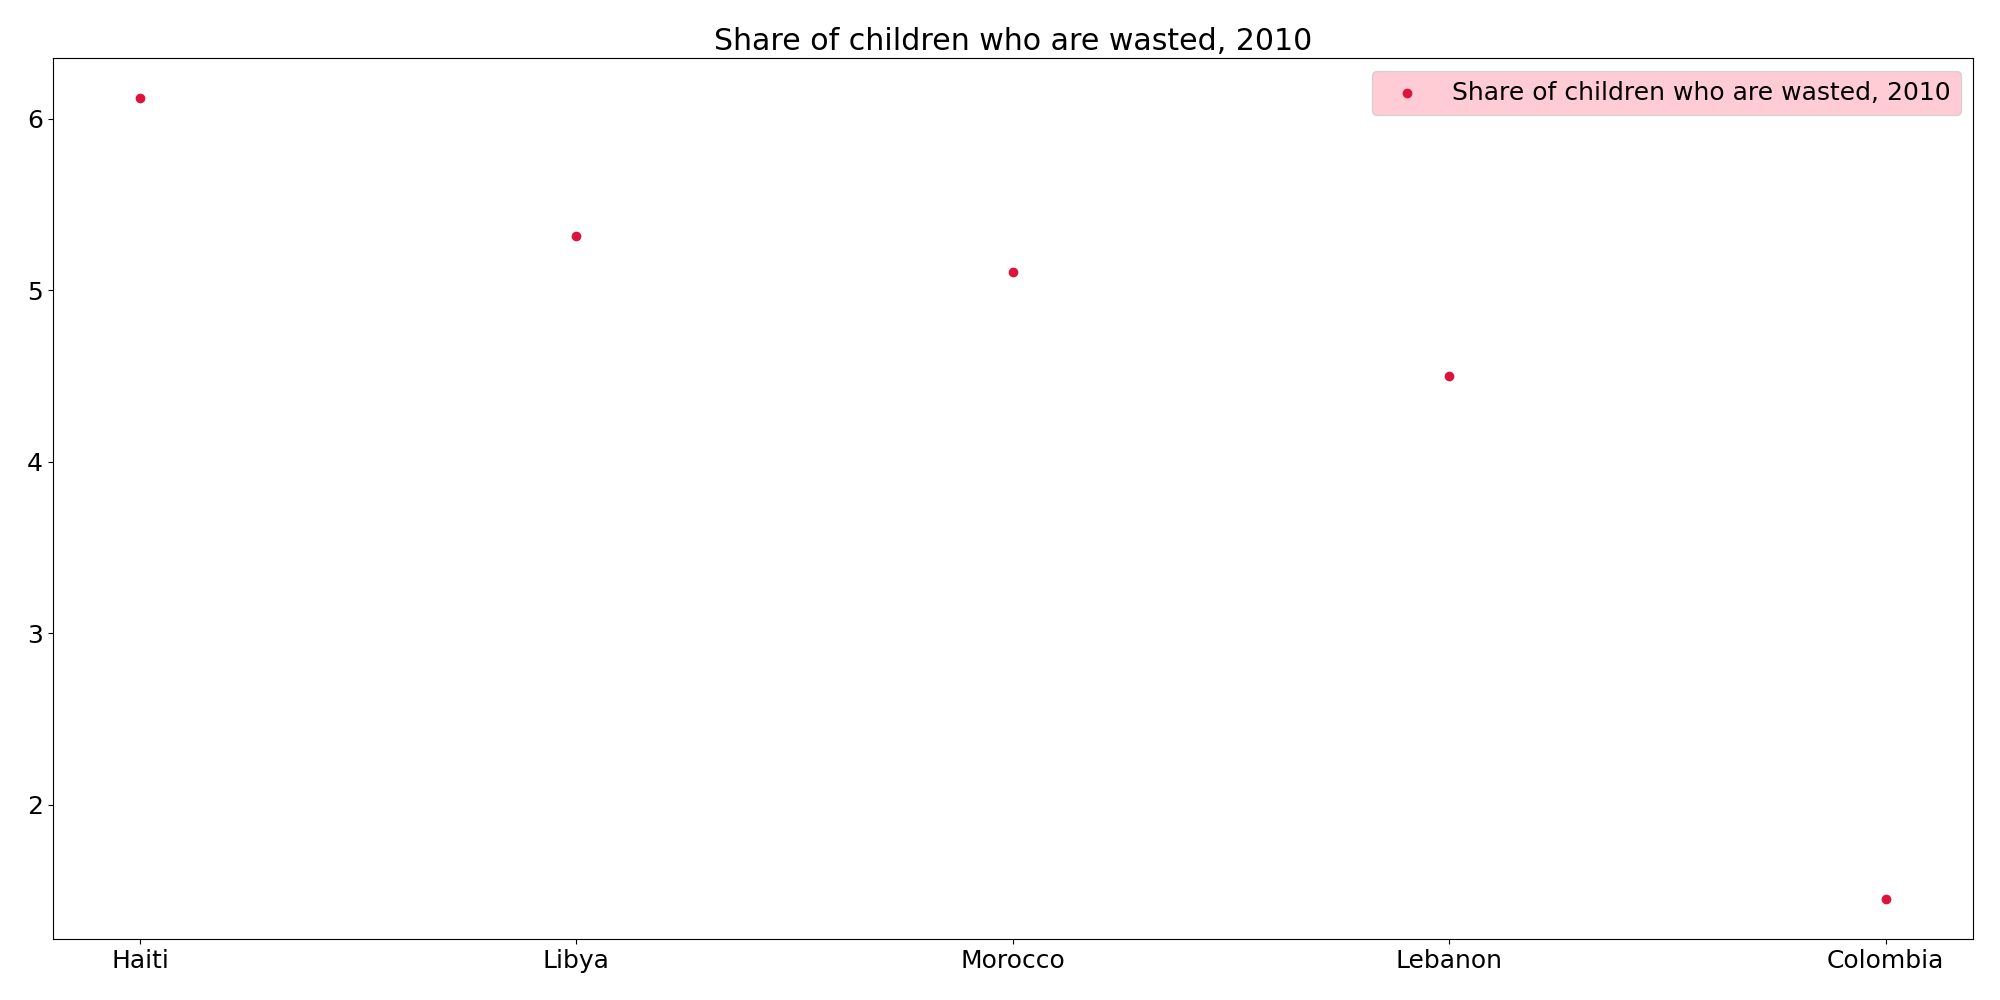 Share of children who are wasted, 2010
Share of children who are wasted, 2010
6
5
4
3
2
Haiti Libya Morocco Lebanon Colombia